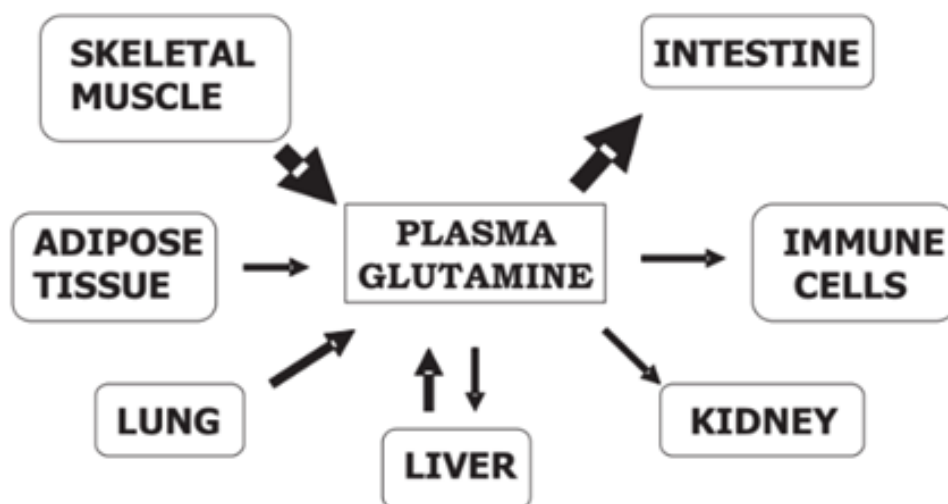 SKELETAL
MUSCLE
INTESTINE
ADIPOSE
TISSUE
PLASMA
GLUTAMINE
IMMUNE
CELLS
LUNG
LIVER
KIDNEY